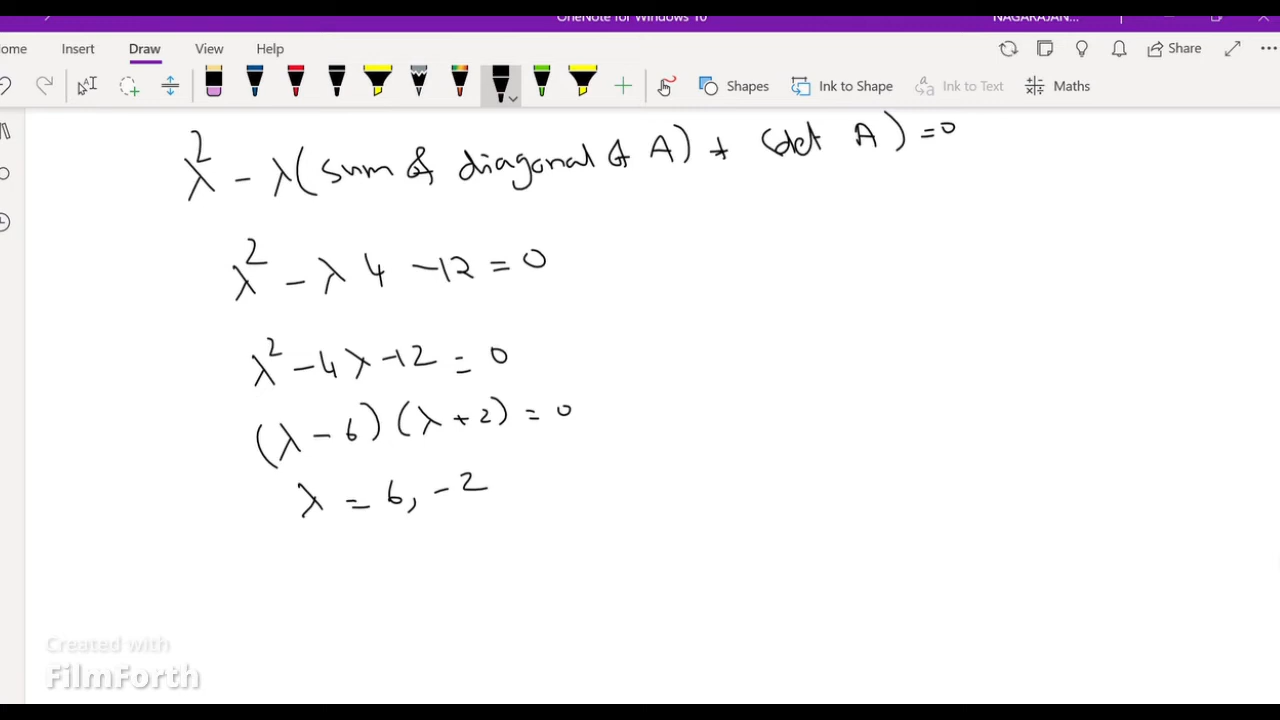 OneNote for Windows 10 NAGARAJAN...
ome Insert Draw View Help Share ...
Shapes Ink to Shape Ink to Text Maths
λ² - λ(sum of diagonal of A) + (det A) = 0
λ² - λ 4 - 12 = 0
λ² - 4λ - 12 = 0
(λ - 6) (λ + 2) = 0
λ = 6, -2
Created with
FilmForth